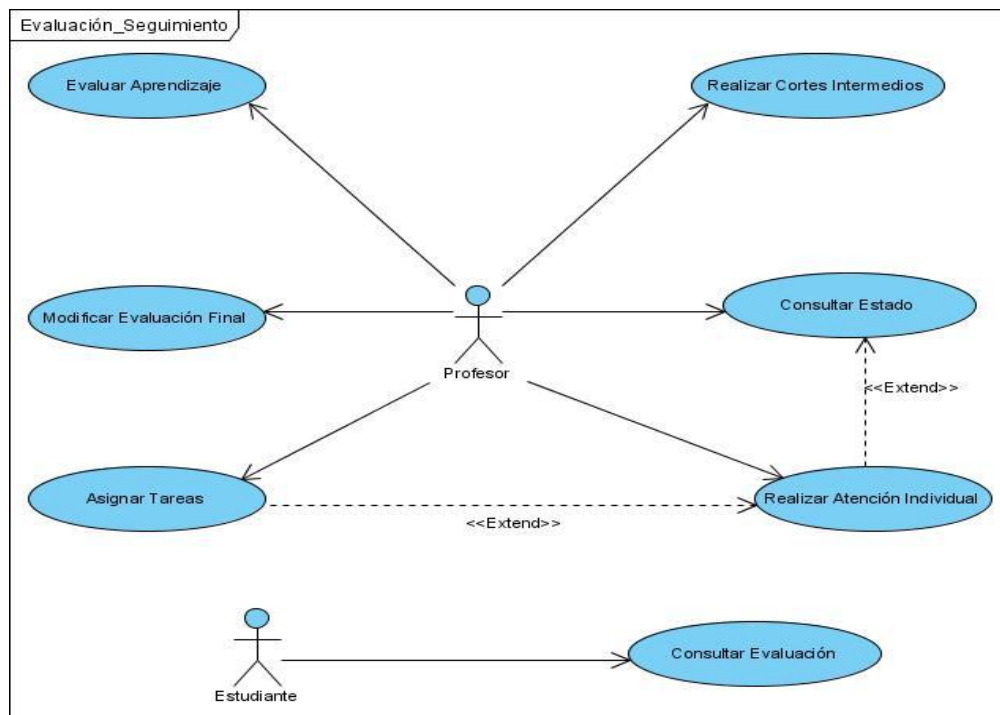 Evaluación_Seguimiento
Evaluar Aprendizaje
Realizar Cortes Intermedios
Modificar Evaluación Final
Consultar Estado
Profesor
<<Extend>>
Asignar Tareas
Realizar Atención Individual
<<Extend>>
Consultar Evaluación
Estudiante